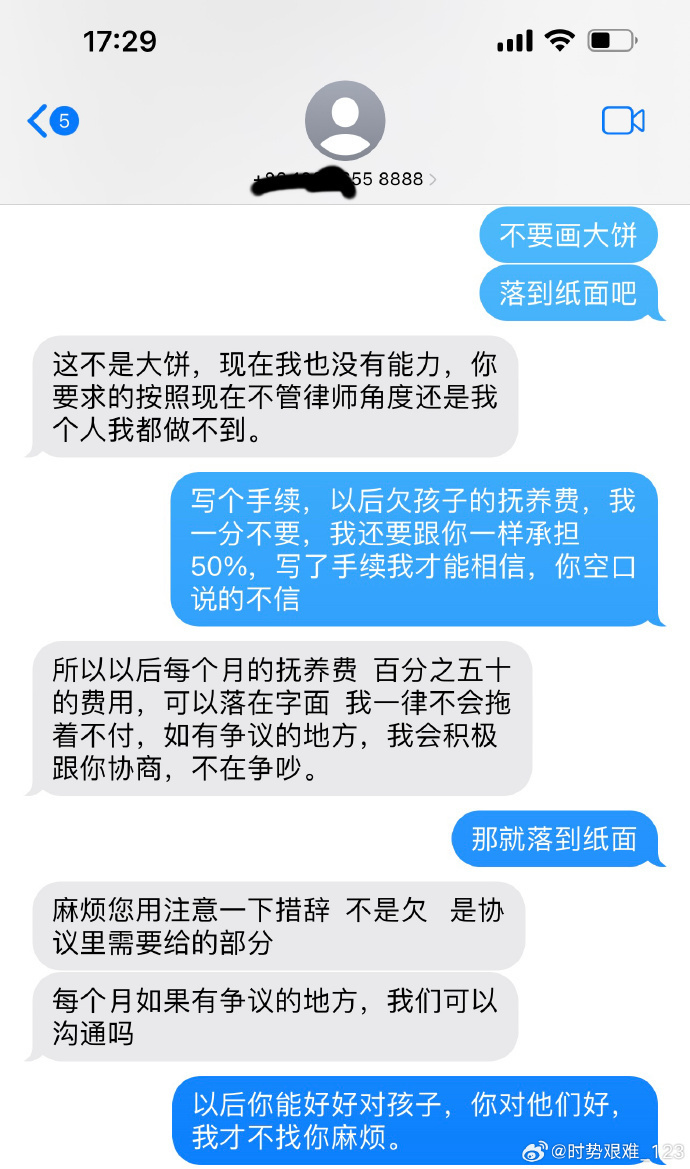 17:29
5
55 8888
不要画大饼
落到纸面吧
这不是大饼，现在我也没有能力，你
要求的按照现在不管律师角度还是我
个人我都做不到。
写个手续，以后欠孩子的抚养费，我
一分不要，我还要跟你一样承担
50%，写了手续我才能相信，你空口
说的不信
所以以后每个月的抚养费 百分之五十
的费用，可以落在字面 我一律不会拖
着不付，如有争议的地方，我会积极
跟你协商，不在争吵。
那就落到纸面
麻烦您用注意一下措辞 不是欠 是协
议里需要给的部分
每个月如果有争议的地方，我们可以
沟通吗
以后你能好好对孩子，你对他们好，
我才不找你麻烦。
@时势艰难_123